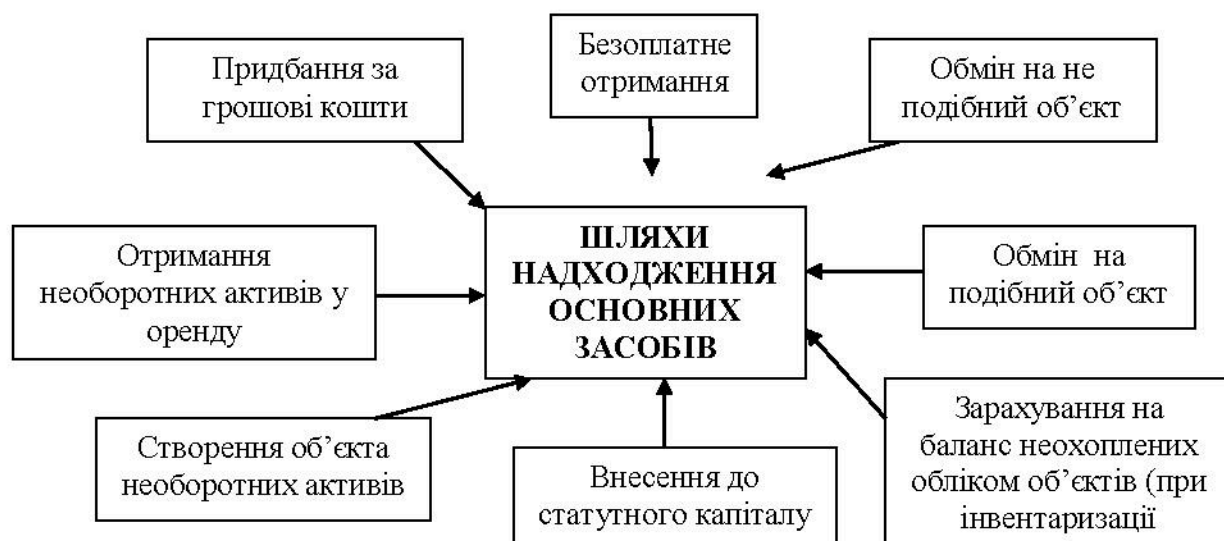 Придбання за
грошові кошти
Безоплатне
отримання
Обмін на не
подібний об’єкт
Отримання
необоротних активів у
оренду
ШЛЯХИ
НАДХОДЖЕННЯ
ОСНОВНИХ
ЗАСОБІВ
Обмін на
подібний об’єкт
Створення об’єкта
необоротних активів
Внесення до
статутного капіталу
Зарахування на
баланс неохоплених
обліком об’єктів (при
інвентаризації